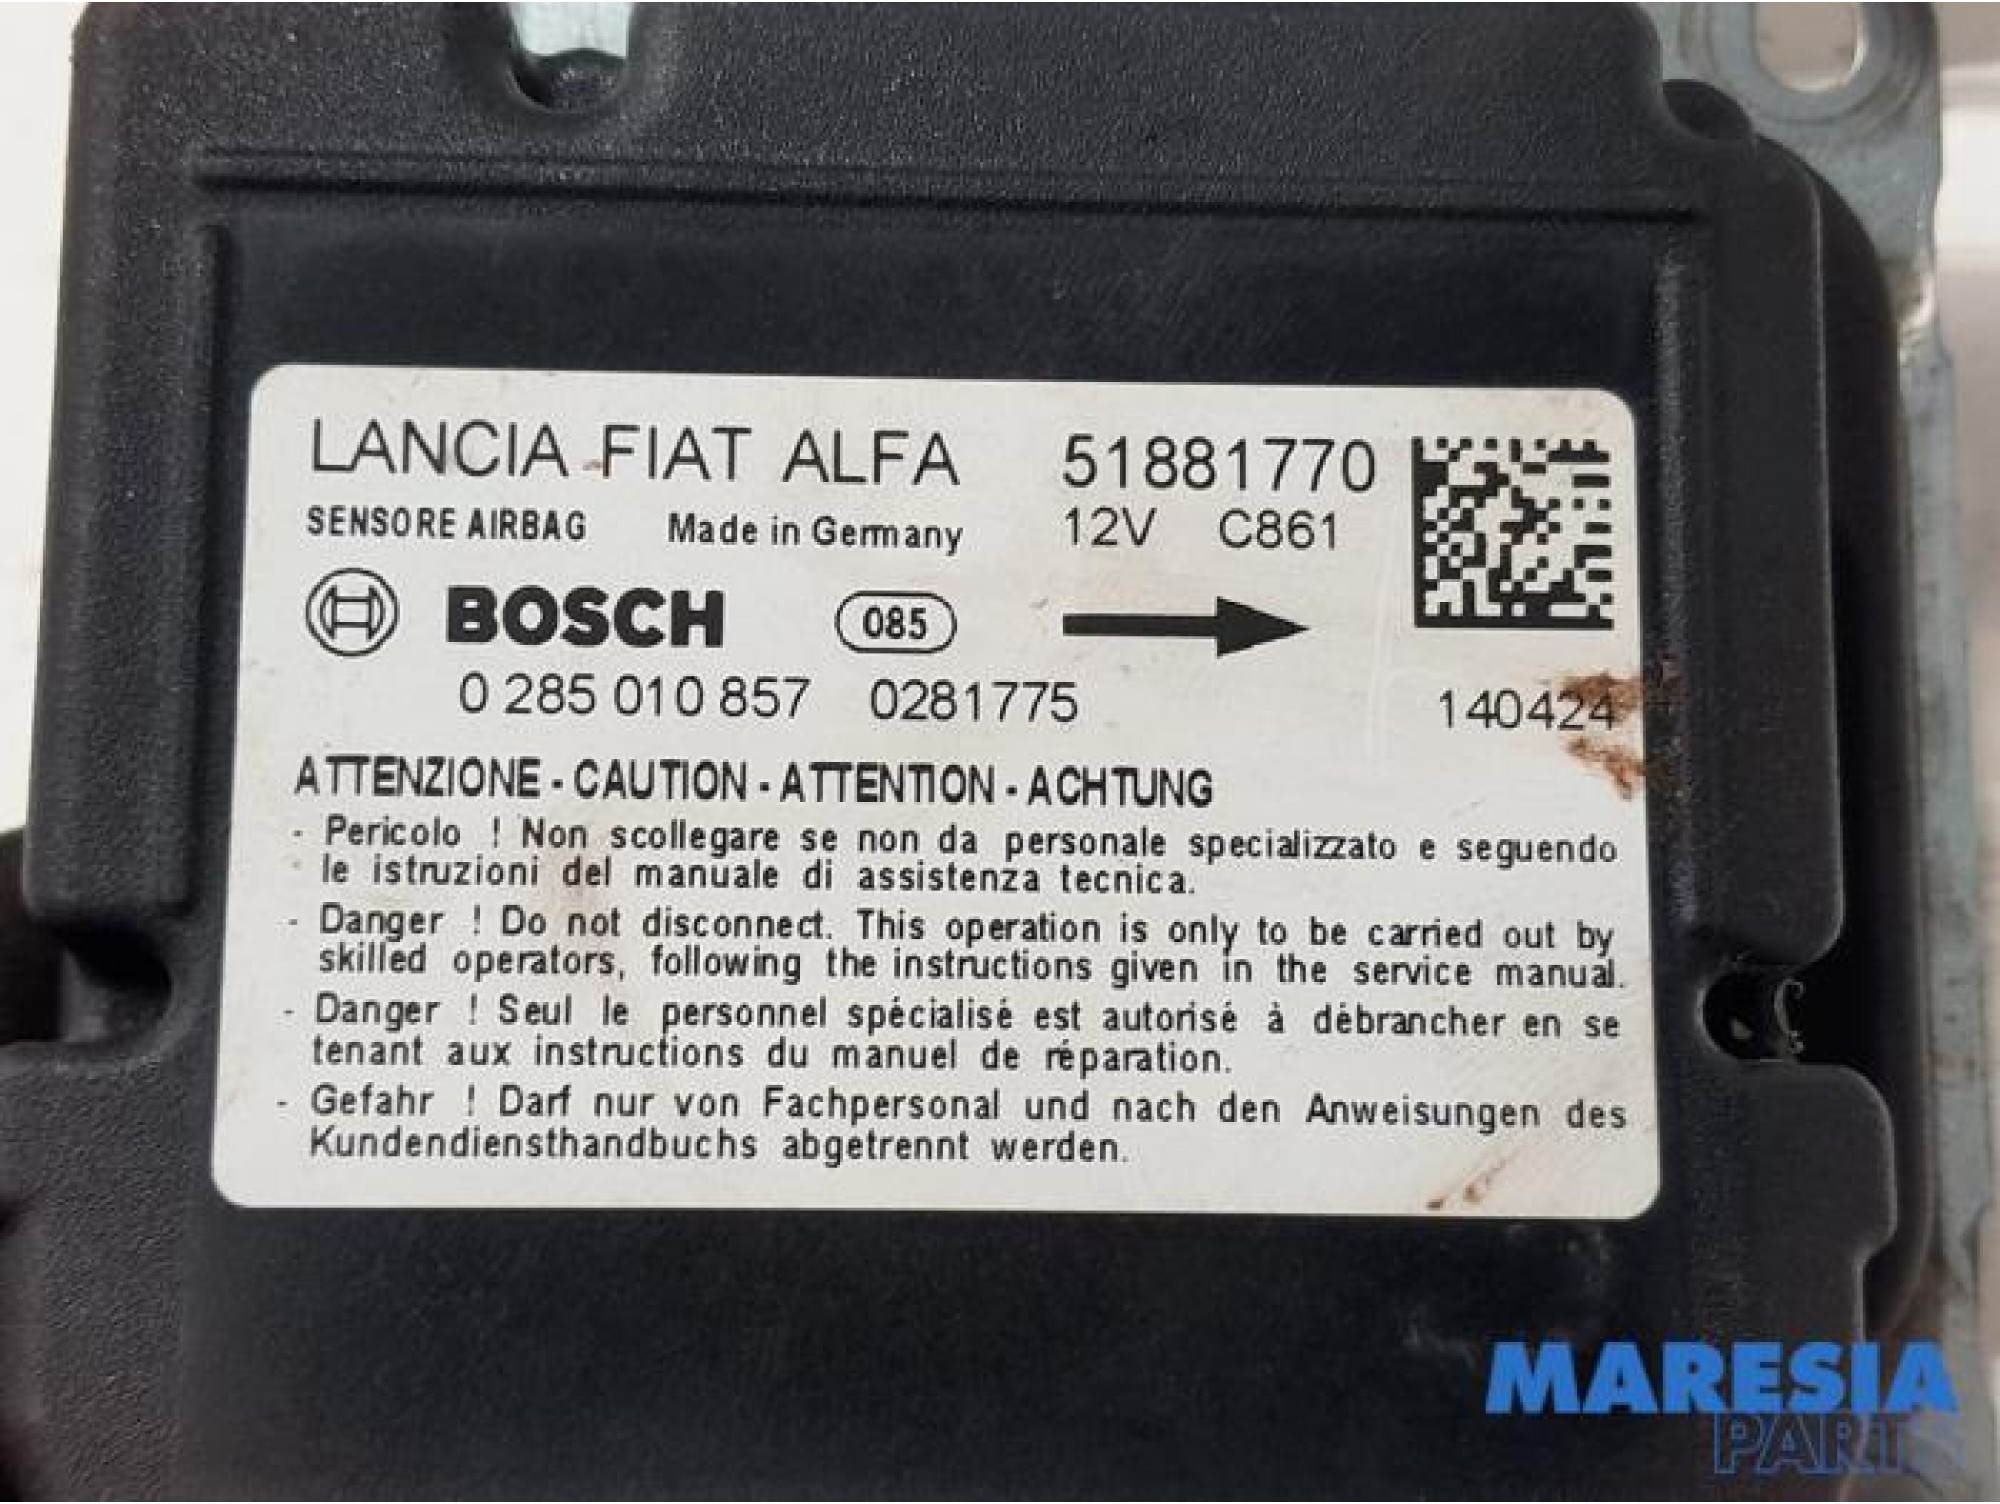 LANCIA FIAT ALFA 51881770
SENSORE AIRBAG Made in Germany 12V C861
BOSCH 085
0 285 010 857 0281775 140424
ATTENZIONE - CAUTION - ATTENTION - ACHTUNG
- Pericolo ! Non scollegare se non da personale specializzato e seguendo
le istruzioni del manuale di assistenza tecnica.
- Danger ! Do not disconnect. This operation is only to be carried out by
skilled operators, following the instructions given in the service manual.
- Danger ! Seul le personnel spécialisé est autorisé à débrancher en se
tenant aux instructions du manuel de réparation.
- Gefahr ! Darf nur von Fachpersonal und nach den Anweisungen des
Kundendiensthandbuchs abgetrennt werden.
MARESIA
PARTS